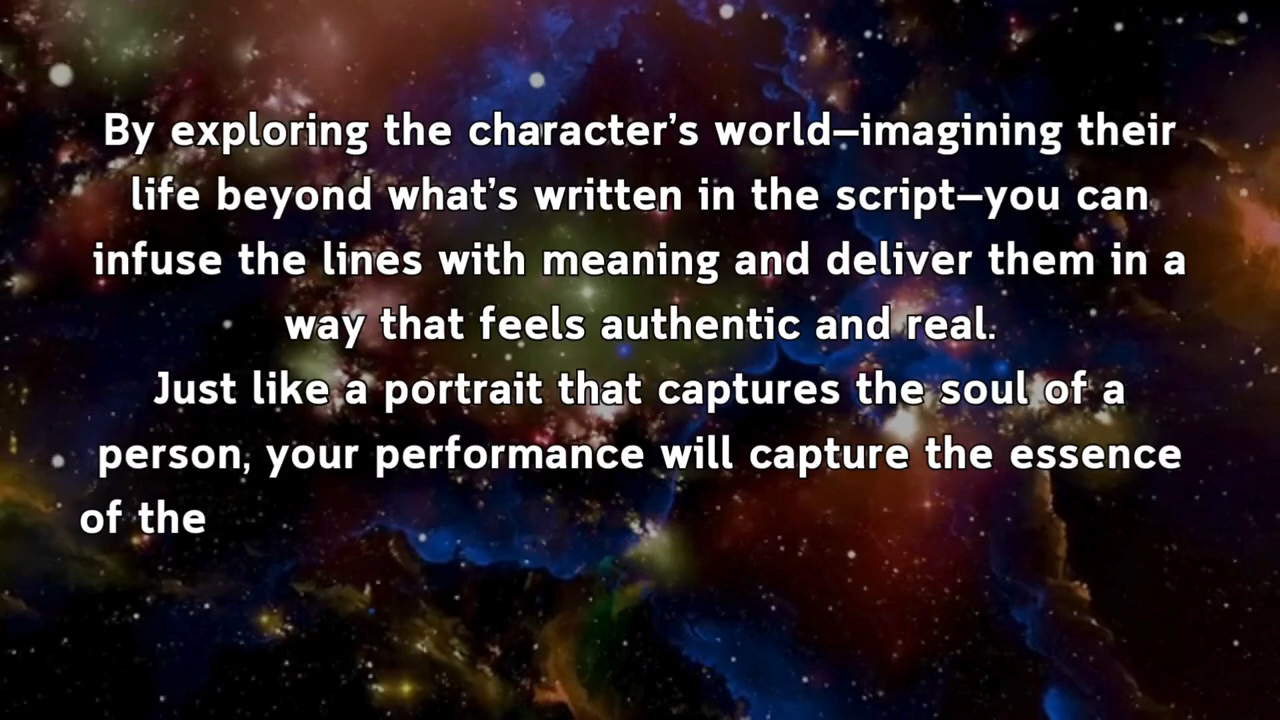 By exploring the character’s world—imagining their
life beyond what’s written in the script—you can
infuse the lines with meaning and deliver them in a
way that feels authentic and real.
Just like a portrait that captures the soul of a
person, your performance will capture the essence
of the